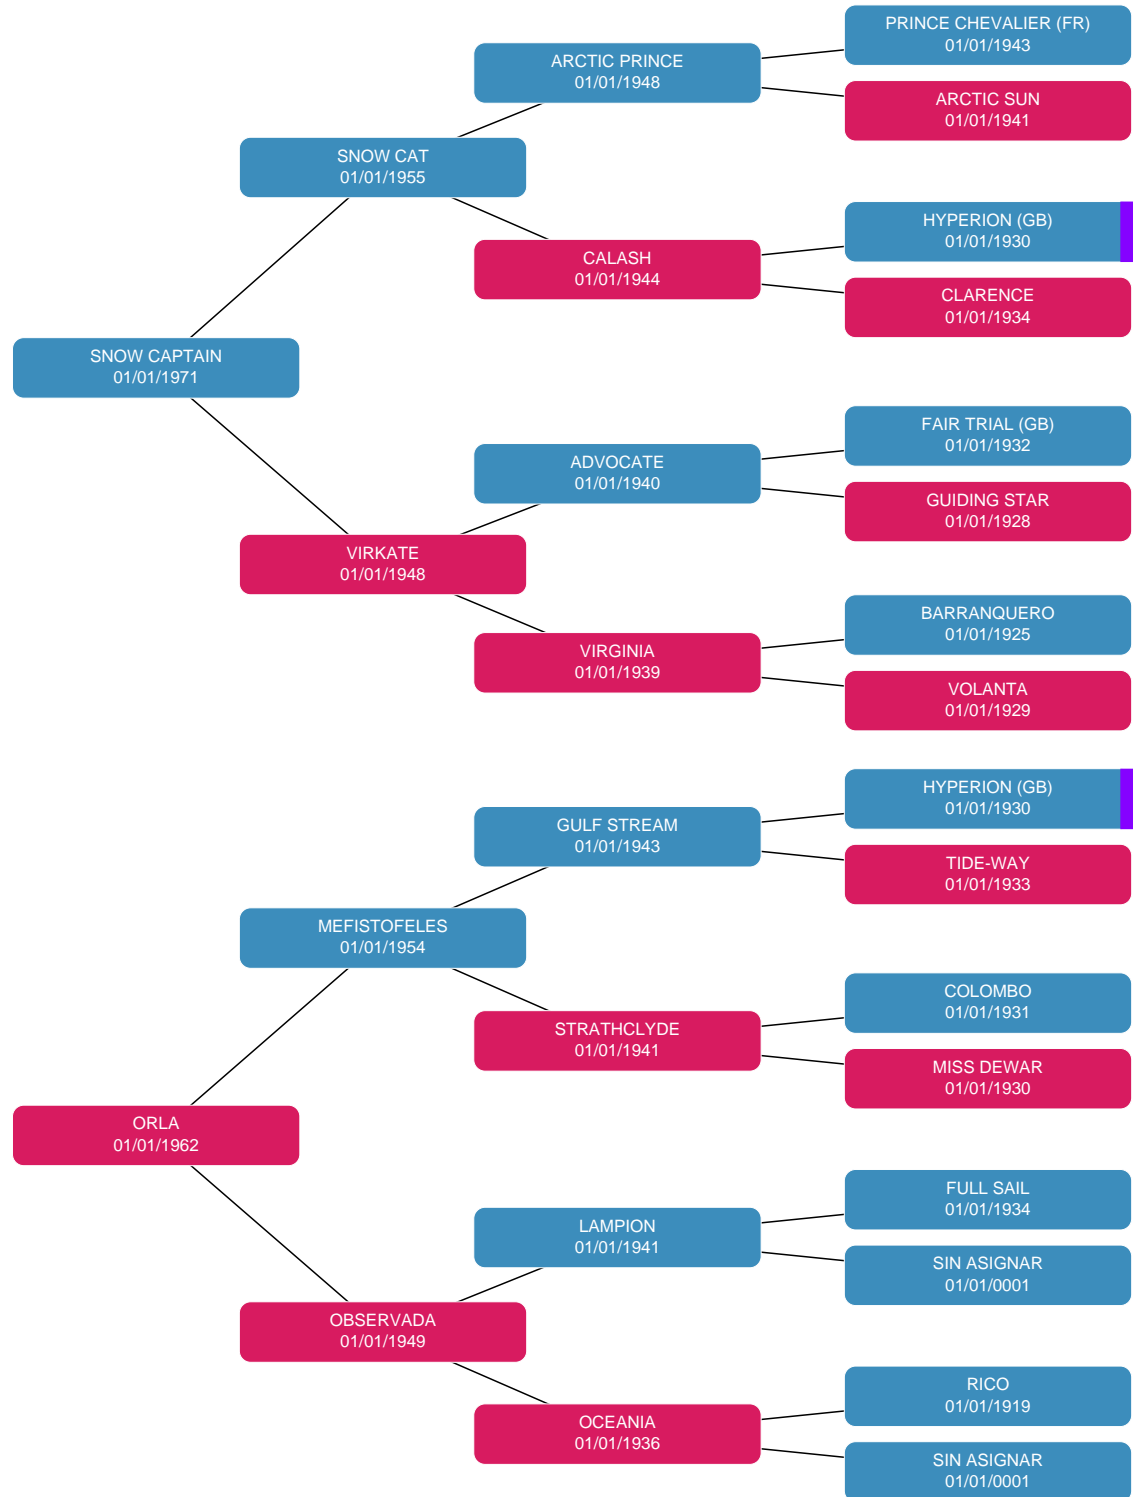 PRINCE CHEVALIER (FR)
01/01/1943
ARCTIC PRINCE
01/01/1948
ARCTIC SUN
01/01/1941
SNOW CAT
01/01/1955
HYPERION (GB)
01/01/1930
CALASH
01/01/1944
CLARENCE
01/01/1934
SNOW CAPTAIN
01/01/1971
FAIR TRIAL (GB)
01/01/1932
ADVOCATE
01/01/1940
GUIDING STAR
01/01/1928
VIRKATE
01/01/1948
BARRANQUERO
01/01/1925
VIRGINIA
01/01/1939
VOLANTA
01/01/1929
HYPERION (GB)
01/01/1930
GULF STREAM
01/01/1943
TIDE-WAY
01/01/1933
MEFISTOFELES
01/01/1954
COLOMBO
01/01/1931
STRATHCLYDE
01/01/1941
MISS DEWAR
01/01/1930
ORLA
01/01/1962
FULL SAIL
01/01/1934
LAMPION
01/01/1941
SIN ASIGNAR
01/01/0001
OBSERVADA
01/01/1949
RICO
01/01/1919
OCEANIA
01/01/1936
SIN ASIGNAR
01/01/0001